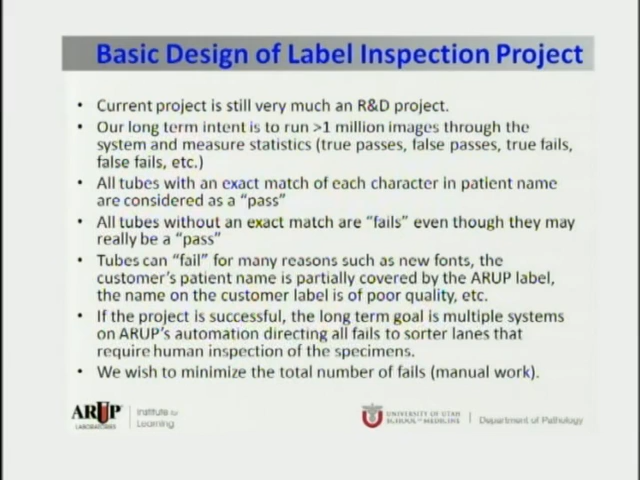 Basic Design of Label Inspection Project
• Current project is still very much an R&D project.
• Our long term intent is to run >1 million images through the
system and measure statistics (true passes, false passes, true fails,
false fails, etc.)
• All tubes with an exact match of each character in patient name
are considered as a "pass"
• All tubes without an exact match are "fails" even though they may
really be a "pass"
• Tubes can "fail" for many reasons such as new fonts, the
customer's patient name is partially covered by the ARUP label,
the name on the customer label is of poor quality, etc.
• If the project is successful, the long term goal is multiple systems
on ARUP's automation directing all fails to sorter lanes that
require human inspection of the specimens.
• We wish to minimize the total number of fails (manual work).
ARUP
LABORATORIES
Institute for
Learning
UNIVERSITY OF UTAH
SCHOOL OF MEDICINE
Department of Pathology